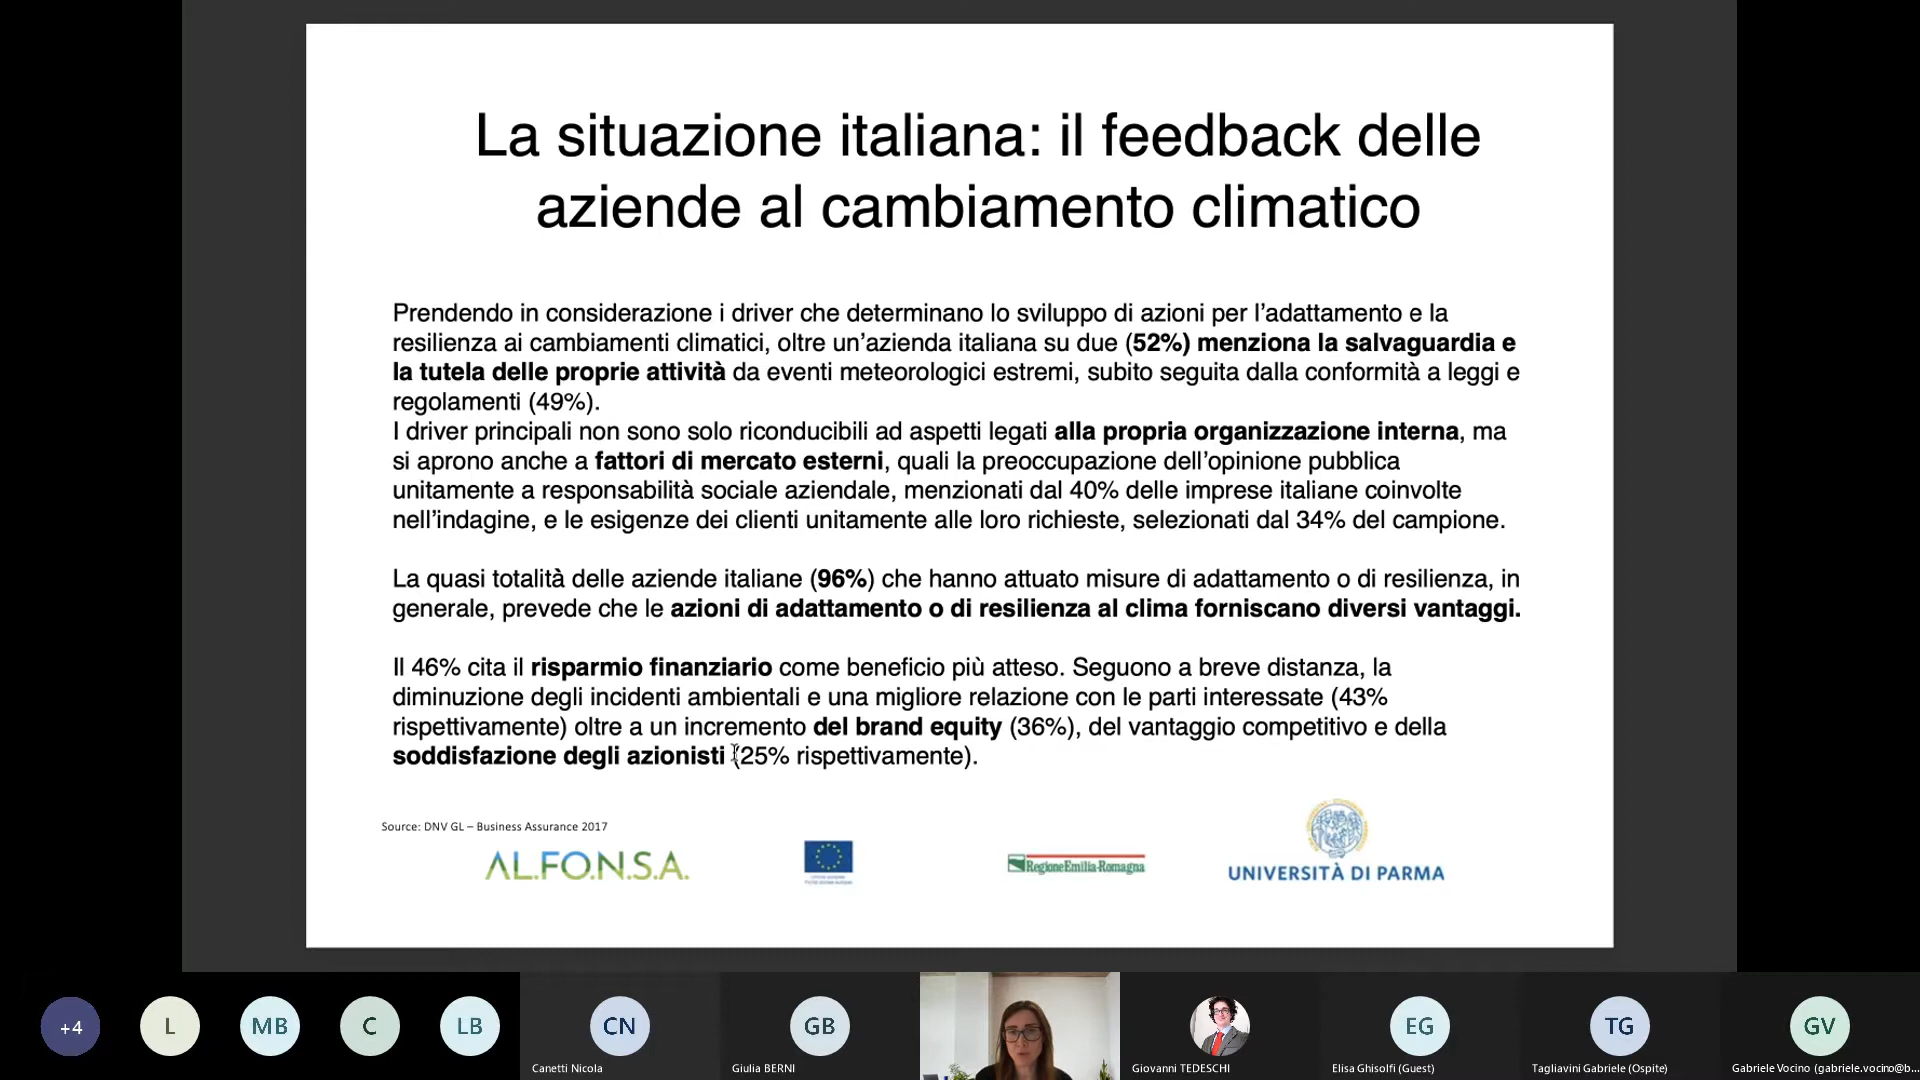 La situazione italiana: il feedback delle
aziende al cambiamento climatico
Prendendo in considerazione i driver che determinano lo sviluppo di azioni per l’adattamento e la
resilienza ai cambiamenti climatici, oltre un’azienda italiana su due (52%) menziona la salvaguardia e
la tutela delle proprie attività da eventi meteorologici estremi, subito seguita dalla conformità a leggi e
regolamenti (49%).
I driver principali non sono solo riconducibili ad aspetti legati alla propria organizzazione interna, ma
si aprono anche a fattori di mercato esterni, quali la preoccupazione dell’opinione pubblica
unitamente a responsabilità sociale aziendale, menzionati dal 40% delle imprese italiane coinvolte
nell’indagine, e le esigenze dei clienti unitamente alle loro richieste, selezionati dal 34% del campione.
La quasi totalità delle aziende italiane (96%) che hanno attuato misure di adattamento o di resilienza, in
generale, prevede che le azioni di adattamento o di resilienza al clima forniscano diversi vantaggi.
Il 46% cita il risparmio finanziario come beneficio più atteso. Seguono a breve distanza, la
diminuzione degli incidenti ambientali e una migliore relazione con le parti interessate (43%
rispettivamente) oltre a un incremento del brand equity (36%), del vantaggio competitivo e della
soddisfazione degli azionisti (25% rispettivamente).
Source: DNV GL – Business Assurance 2017
AL.FO.N.S.A.
RegioneEmilia-Romagna
UNIVERSITÀ DI PARMA
+4
L
MB
C
LB
CN
GB
EG
TG
GV
Canetti Nicola
Giulia BERNI
Giovanni TEDESCHI
Elisa Ghisolfi (Guest)
Tagliavini Gabriele (Ospite)
Gabriele Vocino (gabriele.vocino@b...